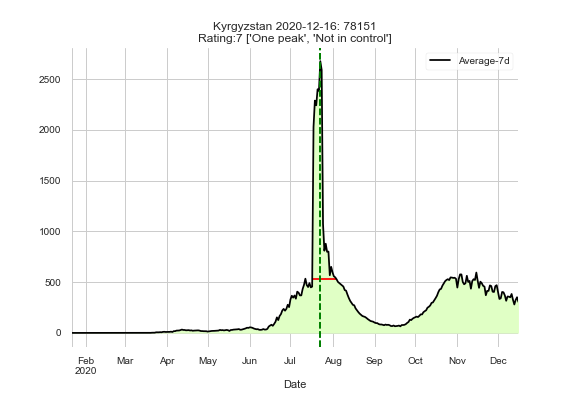 Kyrgyzstan 2020-12-16: 78151
Rating:7 ['One peak', 'Not in control']
Average-7d
2500
2000
1500
1000
500
0
Feb Mar Apr May Jun Jul Aug Sep Oct Nov Dec
2020
Date